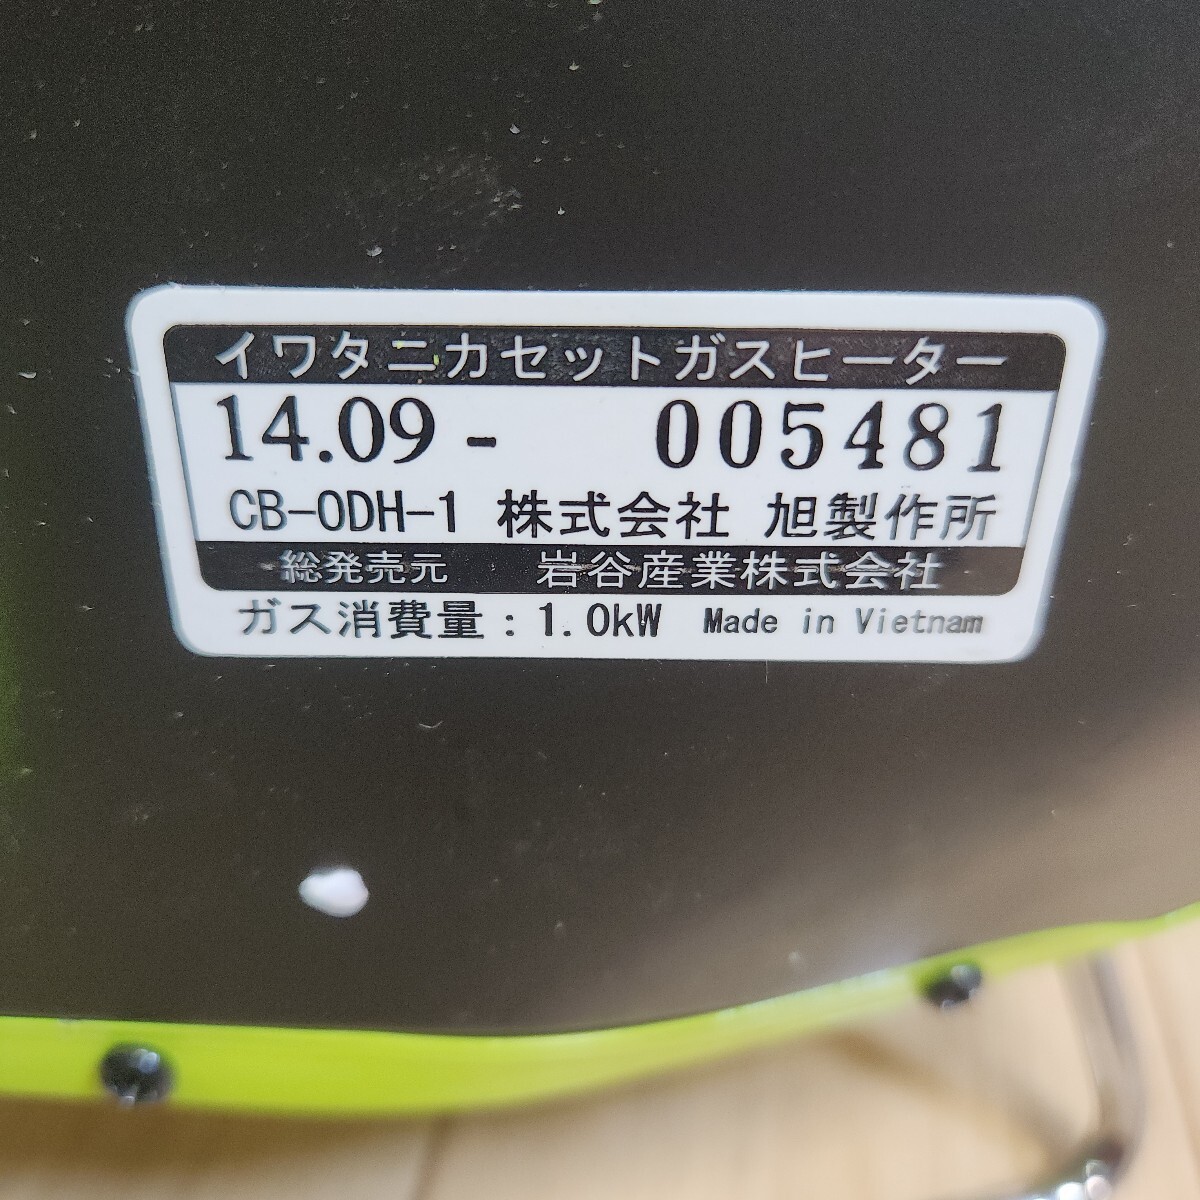 イワタニカセットガスヒーター
14.09 - 005481
CB-ODH-1 株式会社 旭製作所
総発売元 岩谷産業株式会社
ガス消費量：1.0kW Made in Vietnam